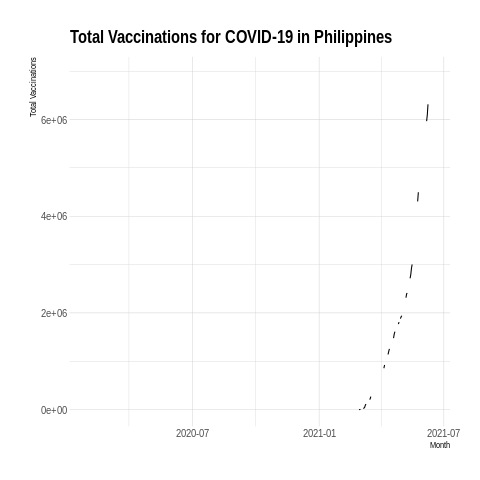 Total Vaccinations for COVID-19 in Philippines
Total Vaccinations
6e+06
4e+06
2e+06
0e+00
2020-07
2021-01
2021-07
Month